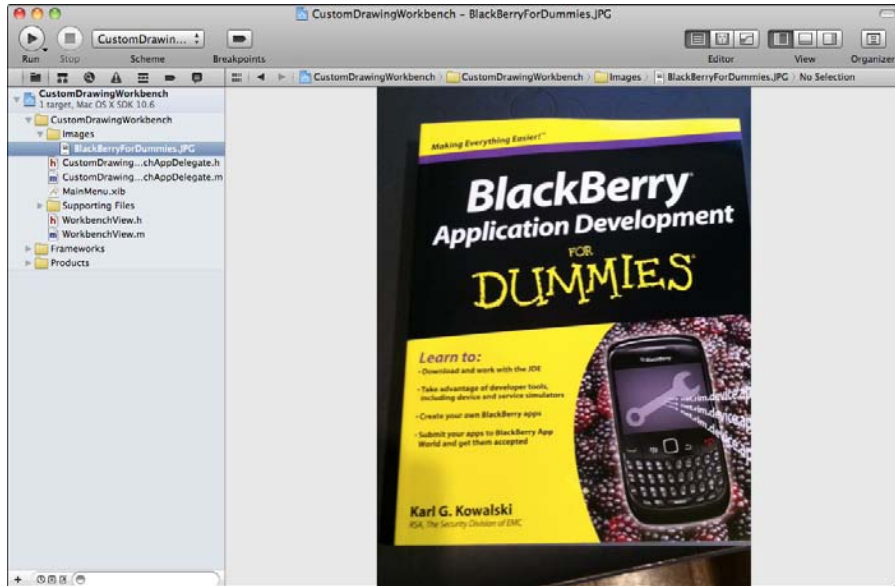 CustomDrawingWorkbench – BlackBerryForDummies.JPG
CustomDrawin...
Run Stop Scheme Breakpoints Editor View Organizer
CustomDrawingWorkbench CustomDrawingWorkbench Images BlackBerryForDummies.JPG No Selection
CustomDrawingWorkbench
1 target, Mac OS X SDK 10.6
CustomDrawingWorkbench
Images
BlackBerryForDummies.JPG
h CustomDrawing...chAppDelegate.h
m CustomDrawing...chAppDelegate.m
MainMenu.xib
Supporting Files
h WorkbenchView.h
m WorkbenchView.m
Frameworks
Products
Making Everything Easier!™
BlackBerry®
Application Development
FOR
DUMMIES®
Learn to:
• Download and work with the JDE
• Take advantage of developer tools,
including device and service simulators
• Create your own BlackBerry apps
• Submit your apps to BlackBerry App
World and get them accepted
BlackBerry
Karl G. Kowalski
RSA, The Security Division of EMC